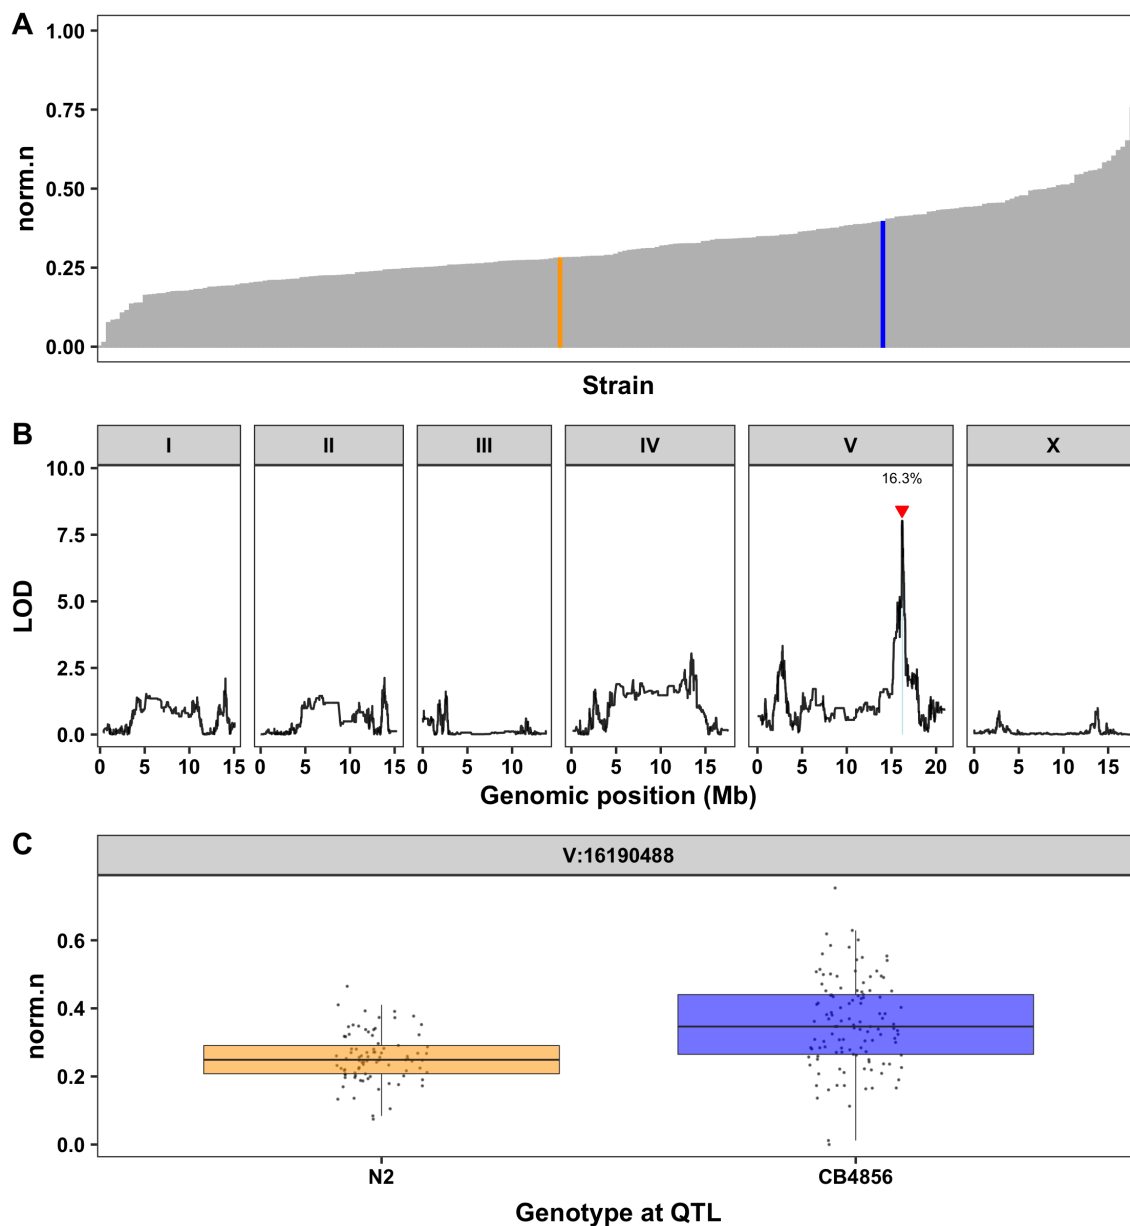 A
1.00
0.75
0.50
0.25
0.00
norm.n
Strain
B
I II III IV V X
10.0
7.5
5.0
2.5
0.0
LOD
16.3%
0 5 10 15 0 5 10 15 0 5 10 0 5 10 15 0 5 10 15 20 0 5 10 15
Genomic position (Mb)
C
V:16190488
0.6
0.4
0.2
0.0
norm.n
N2 CB4856
Genotype at QTL